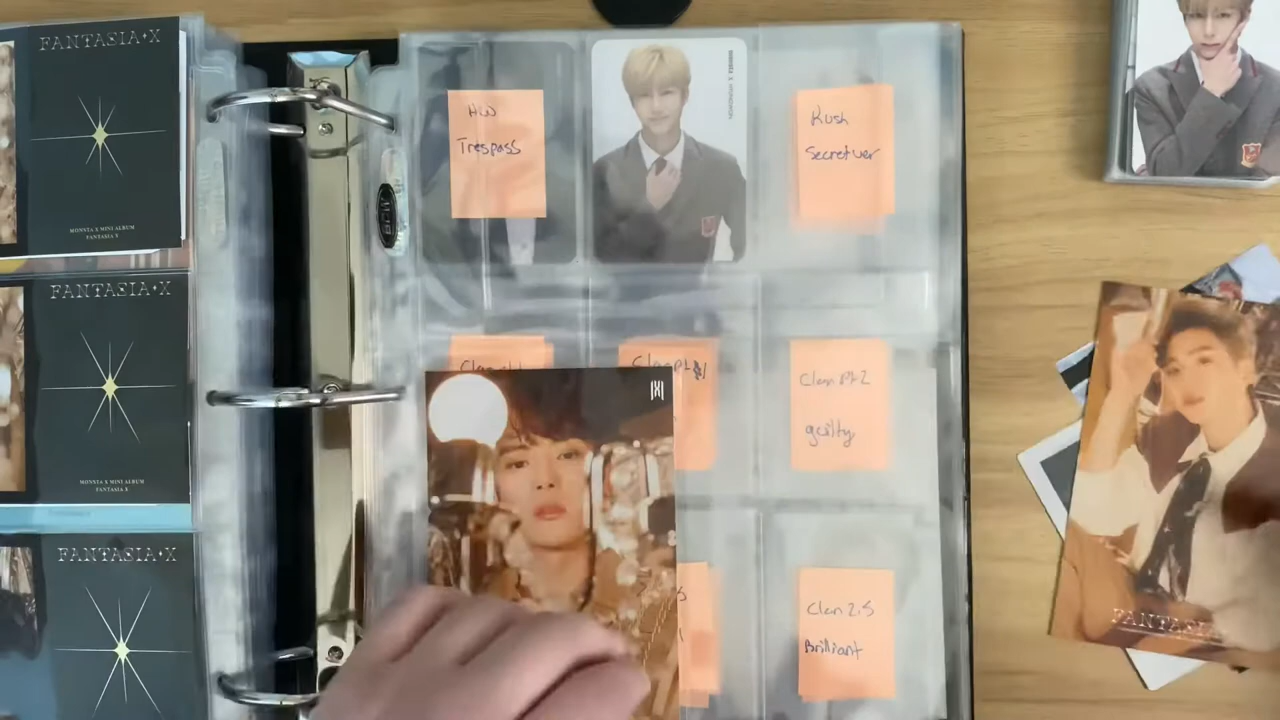 FANTASIA✦X
MONSTA X MINI ALBUM
FANTASIA X
FANTASIA✦X
MONSTA X MINI ALBUM
FANTASIA X
FANTASIA✦X
Trespass
Rush
Secret ver
Clan Pt 2
guilty
Clan 2.5
Brilliant
FANTASIA